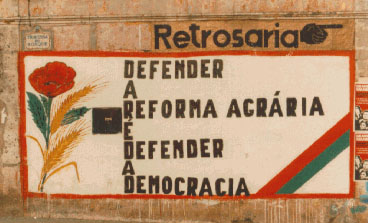 Retrosaria
DEFENDER
A
REFORMA AGRÁRIA
É
DEFENDER
A
DEMOCRACIA